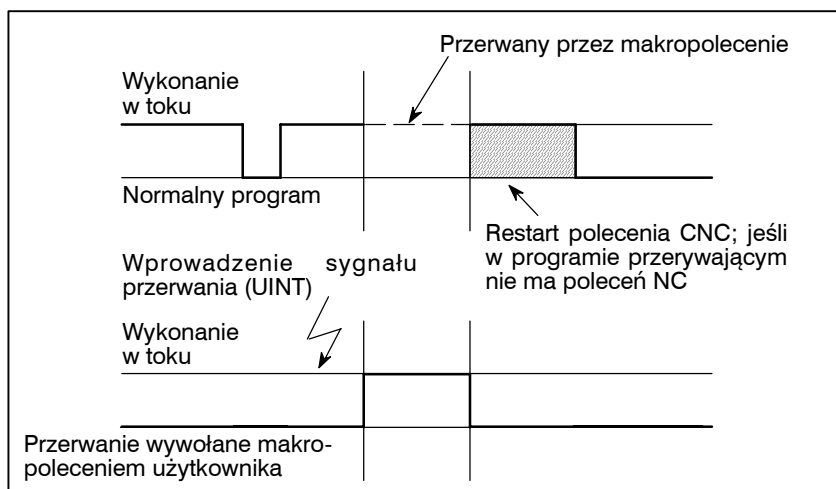 Przerwany przez makropolecenie
Wykonanie
w toku
Normalny program
Restart polecenia CNC; jeśli
w programie przerywającym
nie ma poleceń NC
Wprowadzenie sygnału
przerwania (UINT)
Wykonanie
w toku
Przerwanie wywołane makro-
poleceniem użytkownika